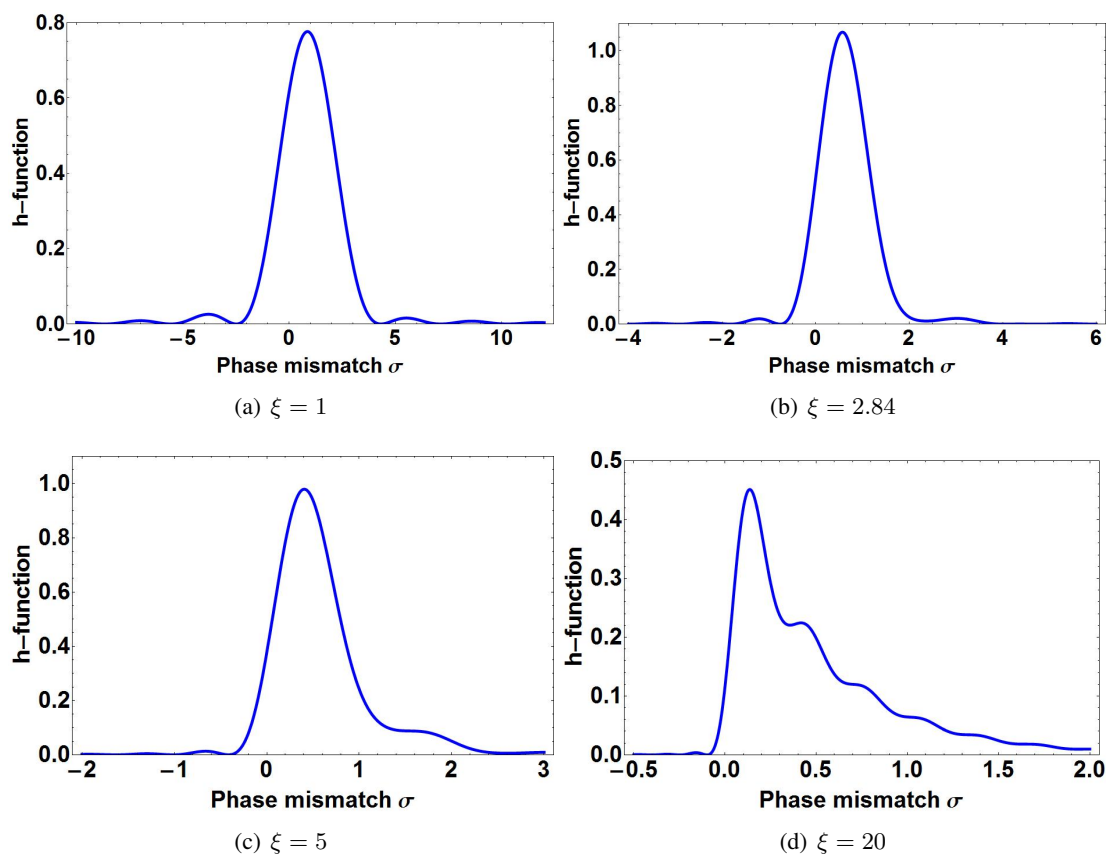 0.8
0.6
0.4
0.2
0.0
h-function
-10 -5 0 5 10
Phase mismatch σ
(a) ξ = 1
1.0
0.8
0.6
0.4
0.2
0.0
h-function
-4 -2 0 2 4 6
Phase mismatch σ
(b) ξ = 2.84
1.0
0.8
0.6
0.4
0.2
0.0
h-function
-2 -1 0 1 2 3
Phase mismatch σ
(c) ξ = 5
0.5
0.4
0.3
0.2
0.1
0.0
h-function
-0.5 0.0 0.5 1.0 1.5 2.0
Phase mismatch σ
(d) ξ = 20